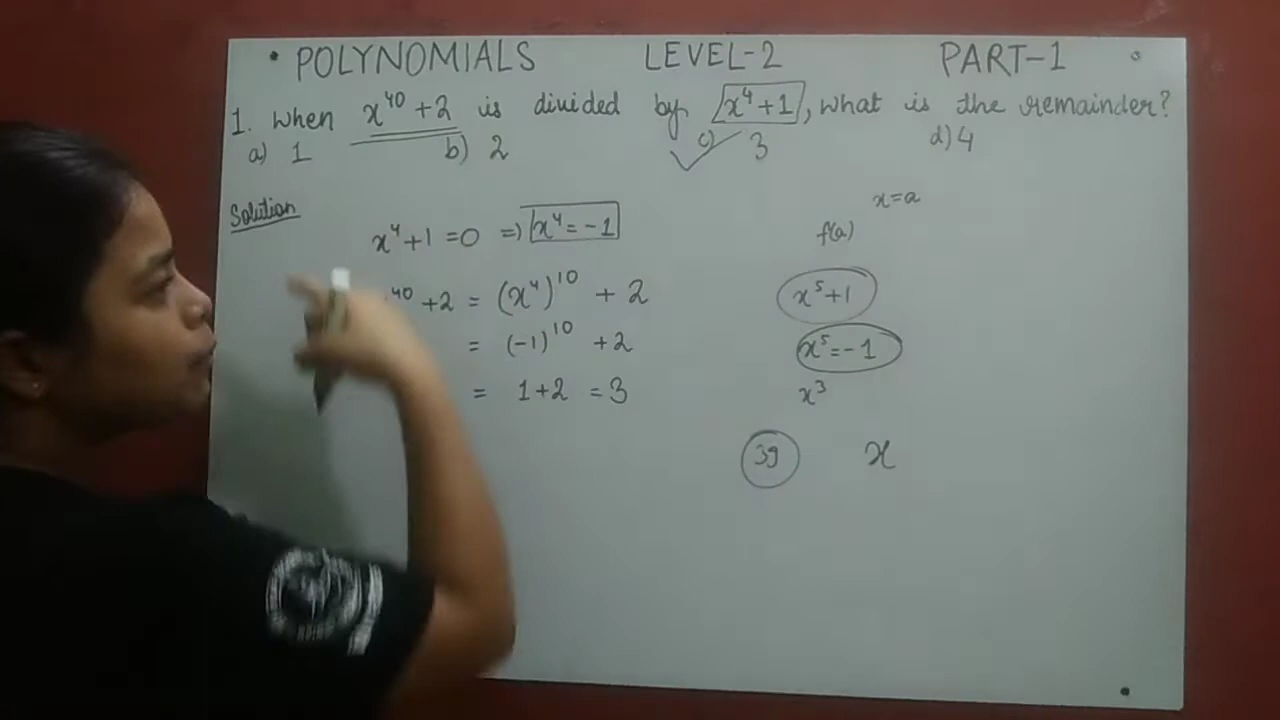 • POLYNOMIALS LEVEL-2 PART-1
1. When x⁴⁰ + 2 is divided by x⁴ + 1, what is the remainder?
a) 1 b) 2 c) 3 d) 4
Solution
x⁴ + 1 = 0 ⇒ x⁴ = -1
⁴⁰ + 2 = (x⁴)¹⁰ + 2
= (-1)¹⁰ + 2
= 1 + 2 = 3
x = a
f(a)
x⁵ + 1
x⁵ = -1
x³
39 x